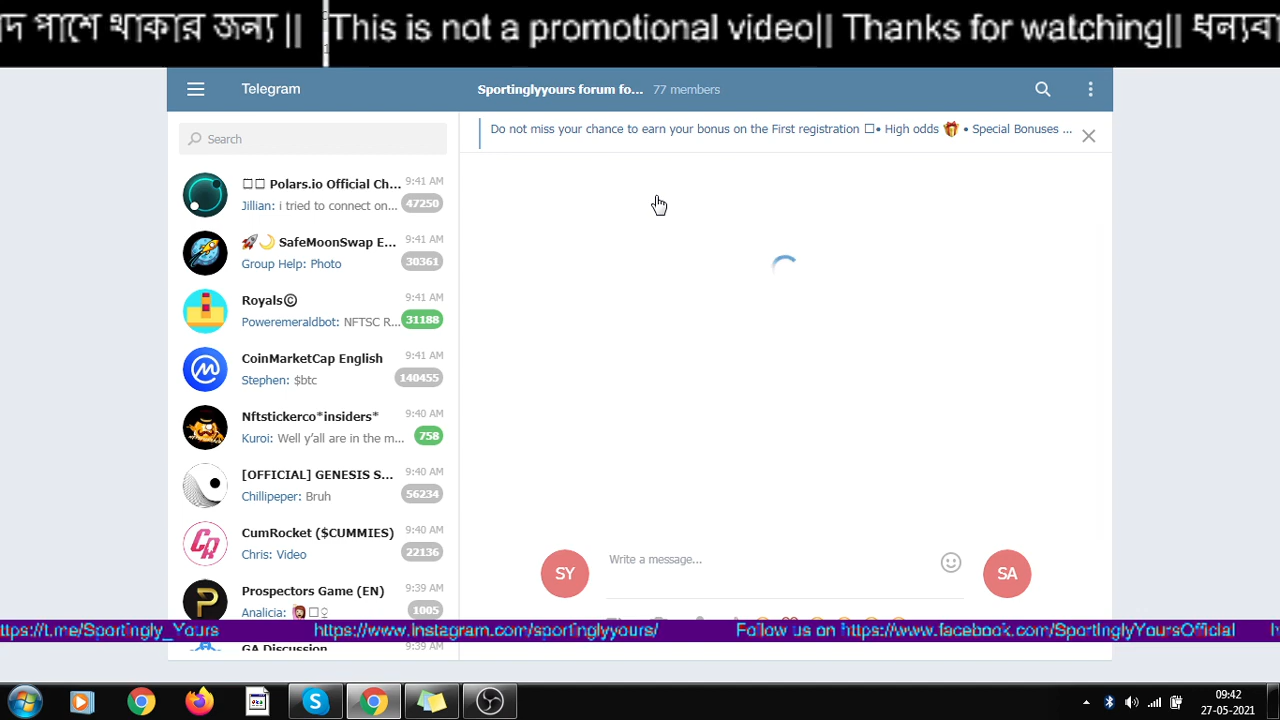 দ পাশে থাকার জন্য || This is not a promotional video|| Thanks for watching|| ধন্যবা
Telegram
Sportinglyyours forum fo... 77 members
Do not miss your chance to earn your bonus on the First registration □• High odds 🎁 • Special Bonuses ...
Search
□□ Polars.io Official Ch... 9:41 AM
Jillian: i tried to connect on... 47250
🚀🌙 SafeMoonSwap E... 9:41 AM
Group Help: Photo 30361
Royals© 9:41 AM
Poweremeraldbot: NFTSC R... 31188
CoinMarketCap English 9:41 AM
Stephen: $btc 140455
Nftstickerco*insiders* 9:40 AM
Kuroi: Well y'all are in the m... 758
[OFFICIAL] GENESIS S... 9:40 AM
Chillipeper: Bruh 56234
CumRocket ($CUMMIES) 9:40 AM
Chris: Video 22136
Prospectors Game (EN) 9:39 AM
Analicia: 1005
GA Discussion 9:39 AM
SY
Write a message...
SA
ttps://t.me/Sportingly_Yours https://www.Instagram.com/sportinglyyours/ Follow us on https://www.facebook.com/SportinglyYoursOfficial h
09:42
27-05-2021